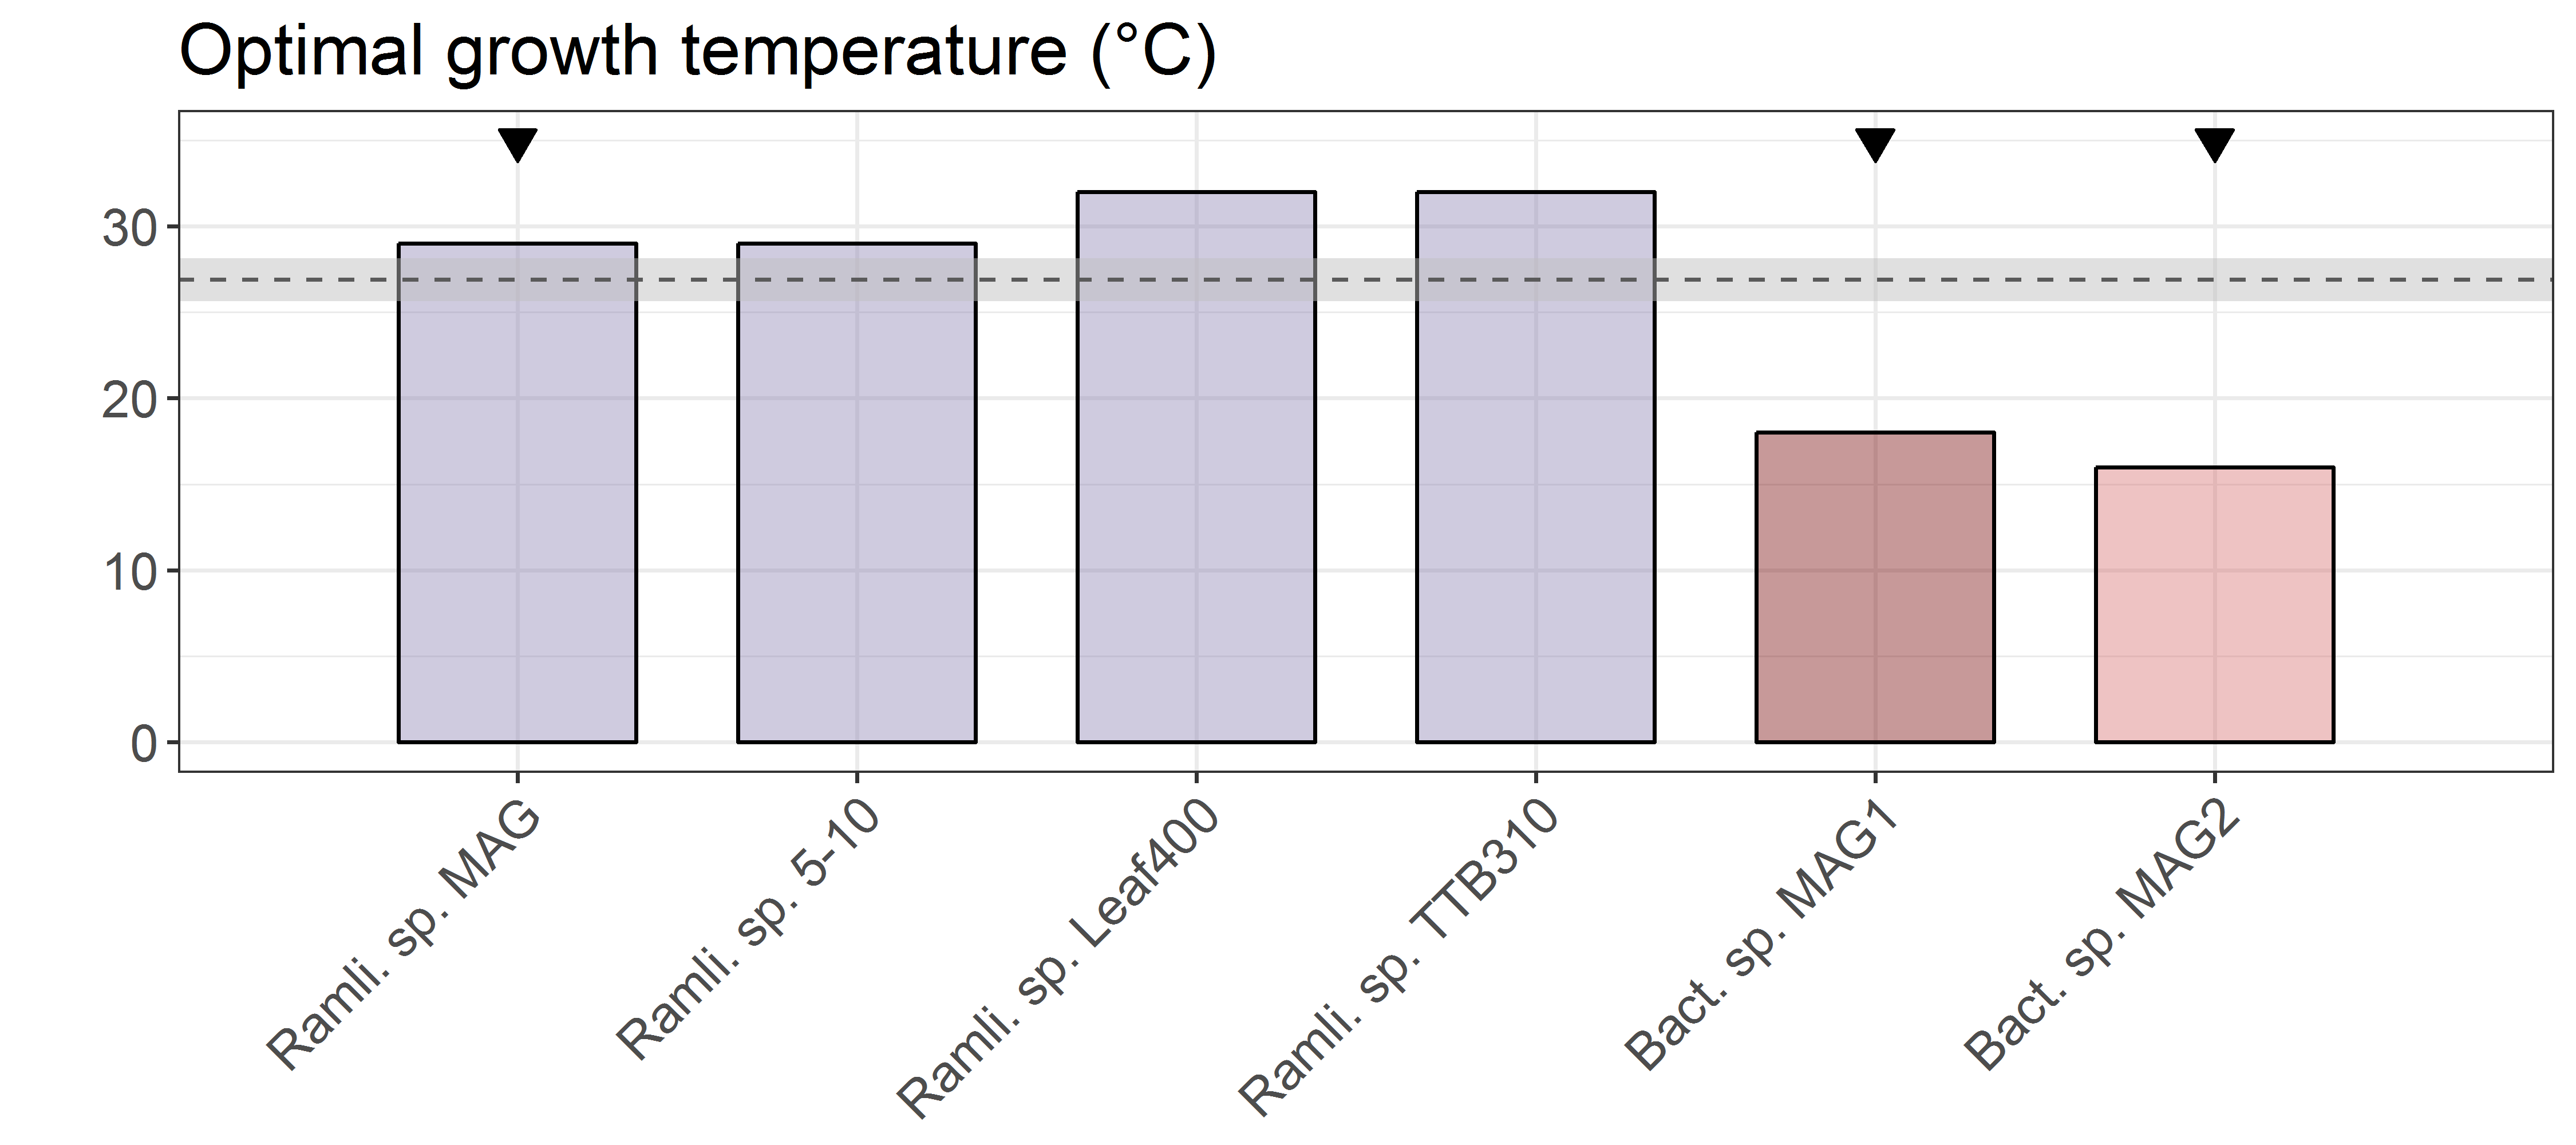 Optimal growth temperature (°C)
30
20
10
0
Ramli. sp. MAG
Ramli. sp. 5-10
Ramli. sp. Leaf400
Ramli. sp. TTB310
Bact. sp. MAG1
Bact. sp. MAG2